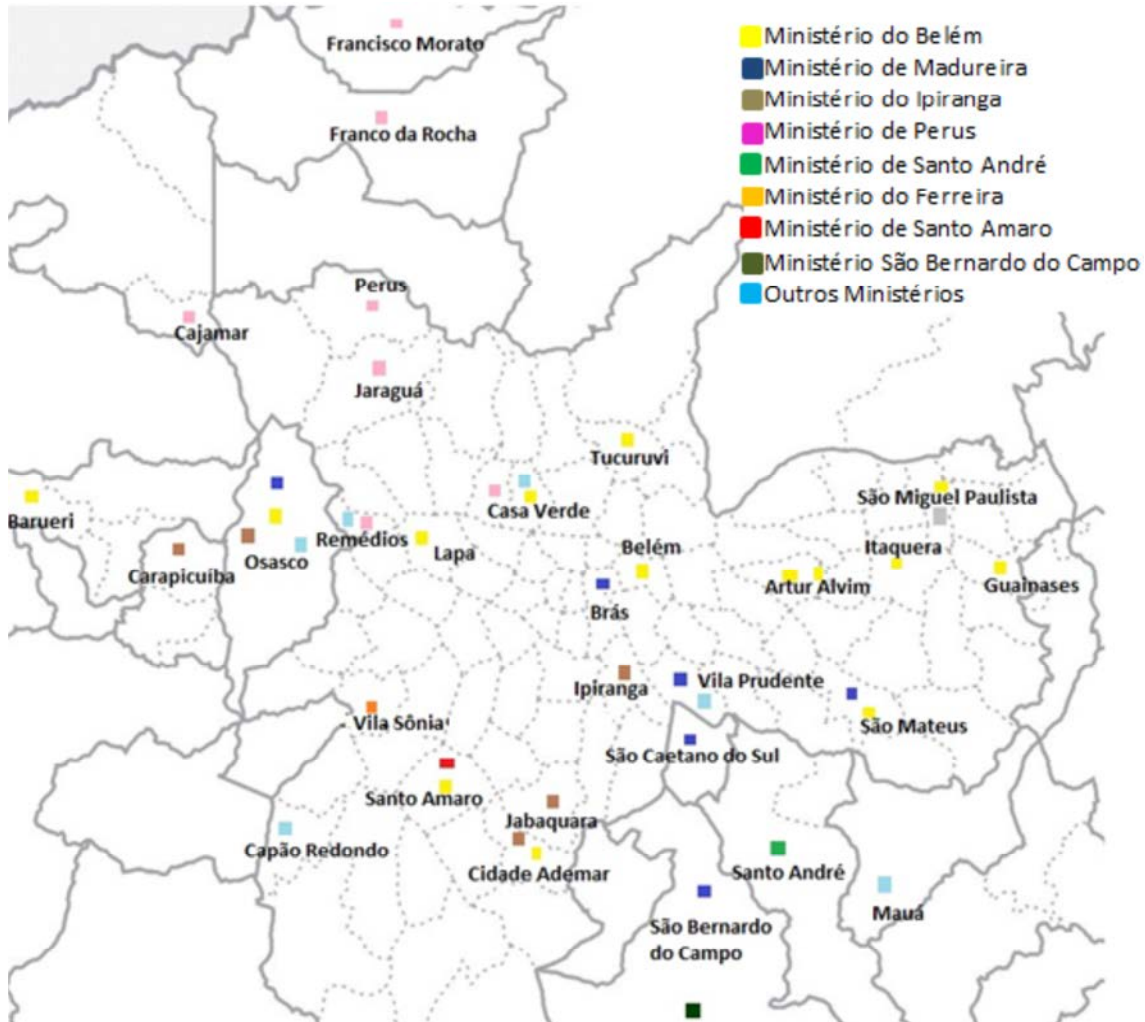 Francisco Morato
Franco da Rocha
Ministério do Belém
Ministério de Madureira
Ministério do Ipiranga
Ministério de Perus
Ministério de Santo André
Ministério do Ferreira
Ministério de Santo Amaro
Ministério São Bernardo do Campo
Outros Ministérios
Perus
Cajamar
Jaraguá
Tucuruvi
São Miguel Paulista
Casa Verde
Barueri
Remédios
Lapa
Belém
Itaquera
Carapicuíba
Osasco
Artur Alvim
Guainases
Brás
Ipiranga
Vila Prudente
Vila Sônia
São Mateus
São Caetano do Sul
Santo Amaro
Jabaquara
Capão Redondo
Cidade Ademar
Santo André
Mauá
São Bernardo
do Campo